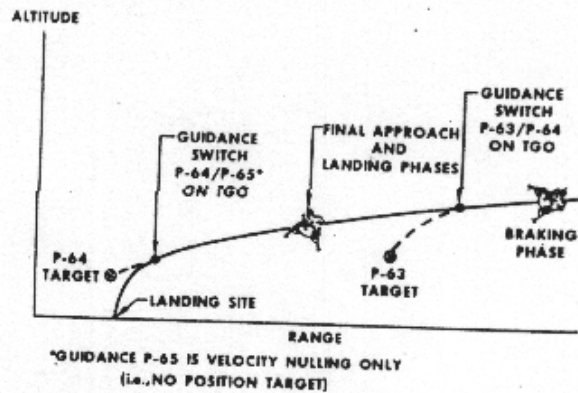 ALTITUDE
GUIDANCE
SWITCH
P-64/P-65*
ON TGO
FINAL APPROACH
AND
LANDING PHASES
GUIDANCE
SWITCH
P-63/P-64
ON TGO
P-64
TARGET
P-63
TARGET
BRAKING
PHASE
LANDING SITE
RANGE
*GUIDANCE P-65 IS VELOCITY NULLING ONLY
(i.e., NO POSITION TARGET)